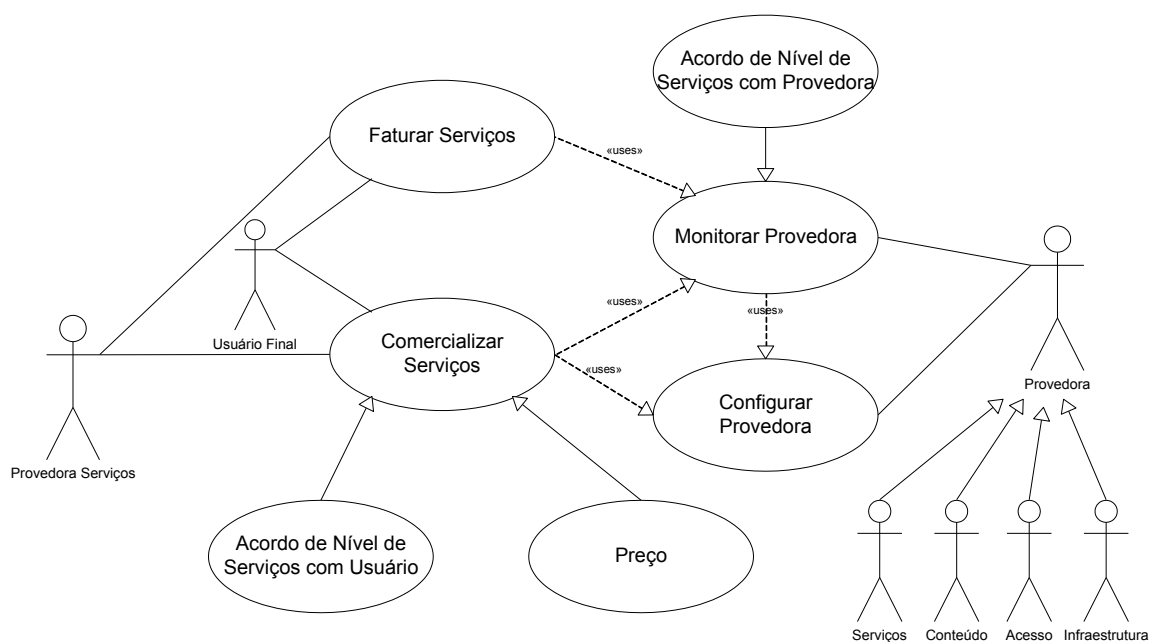 Acordo de Nível de
Serviços com Provedora
Faturar Serviços
«uses»
Monitorar Provedora
Usuário Final
«uses»
«uses»
Comercializar
Serviços
«uses»
Provedora
Configurar
Provedora
Provedora Serviços
Acordo de Nível de
Serviços com Usuário
Preço
Serviços
Conteúdo
Acesso
Infraestrutura